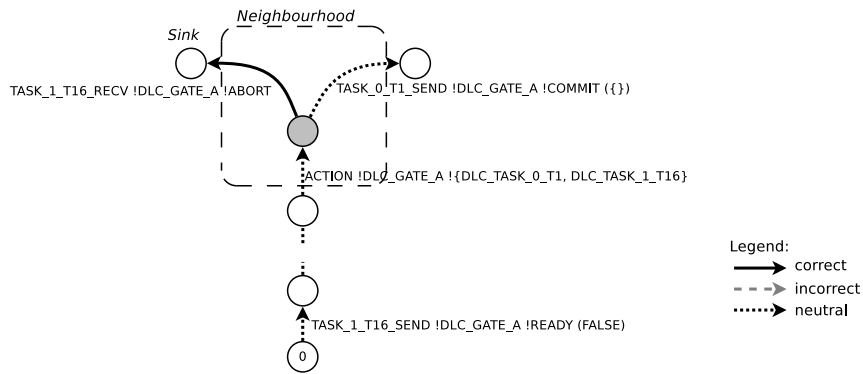 Neighbourhood
Sink
TASK_1_T16_RECV !DLC_GATE_A !ABORT
TASK_0_T1_SEND !DLC_GATE_A !COMMIT ({})
ACTION !DLC_GATE_A !{DLC_TASK_0_T1, DLC_TASK_1_T16}
Legend:
correct
incorrect
neutral
TASK_1_T16_SEND !DLC_GATE_A !READY (FALSE)
0